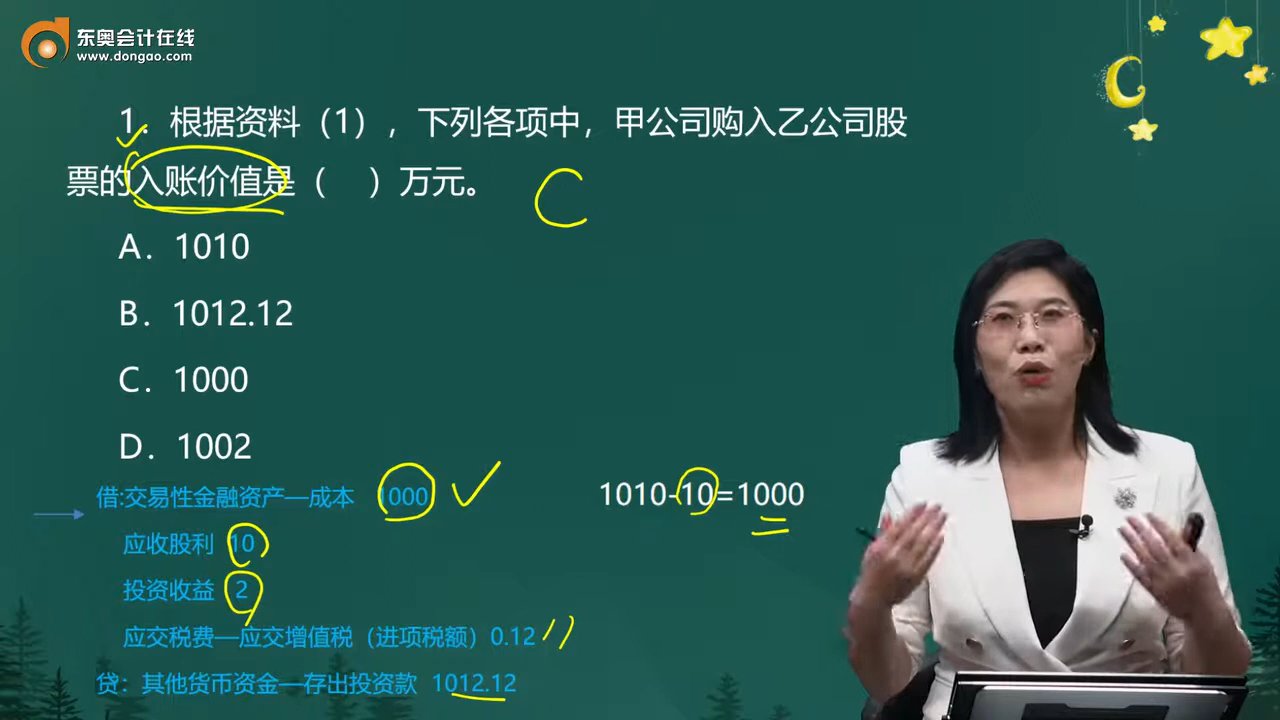 东奥会计在线
www.dongao.com
1. 根据资料（1），下列各项中，甲公司购入乙公司股
票的入账价值是（ ）万元。
C
A. 1010
B. 1012.12
C. 1000
D. 1002
借:交易性金融资产—成本 1000
1010-10=1000
应收股利 10
投资收益 2
应交税费—应交增值税（进项税额）0.12
贷：其他货币资金—存出投资款 1012.12